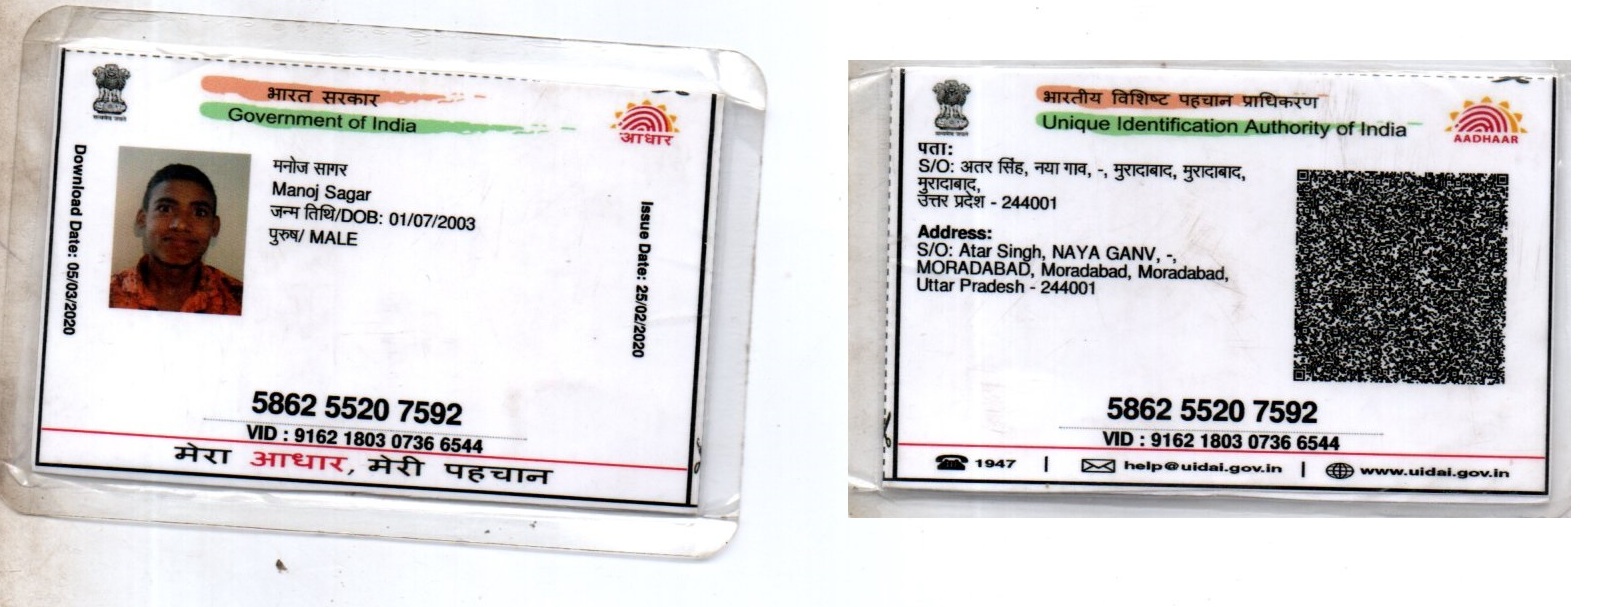 भारत सरकार
Government of India
आधार
Download Date: 05/03/2020
मनोज सागर
Manoj Sagar
जन्म तिथि/DOB: 01/07/2003
पुरुष/ MALE
Issue Date: 25/02/2020
5862 5520 7592
VID : 9162 1803 0736 6544
मेरा आधार, मेरी पहचान
भारतीय विशिष्ट पहचान प्राधिकरण
Unique Identification Authority of India
AADHAAR
पता:
S/O: अतर सिंह, नया गाव, -, मुरादाबाद, मुरादाबाद,
मुरादाबाद,
उत्तर प्रदेश - 244001
Address:
S/O: Atar Singh, NAYA GANV, -,
MORADABAD, Moradabad, Moradabad,
Uttar Pradesh - 244001
5862 5520 7592
VID : 9162 1803 0736 6544
1947 | help@uidai.gov.in | www.uidai.gov.in